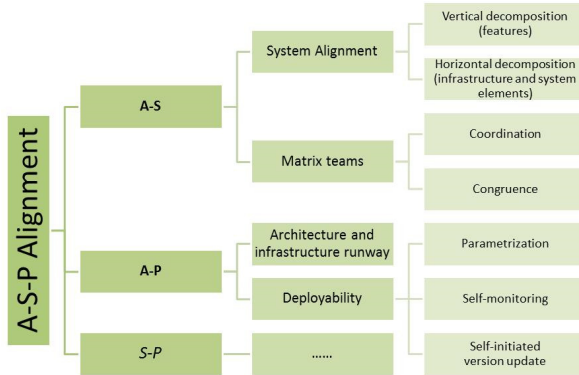 A-S-P Alignment
A-S
System Alignment
Vertical decomposition
(features)
Horizontal decomposition
(infrastructure and system
elements)
Matrix teams
Coordination
Congruence
A-P
Architecture and
infrastructure runway
Deployability
Parametrization
Self-monitoring
Self-initiated
version update
S-P
......